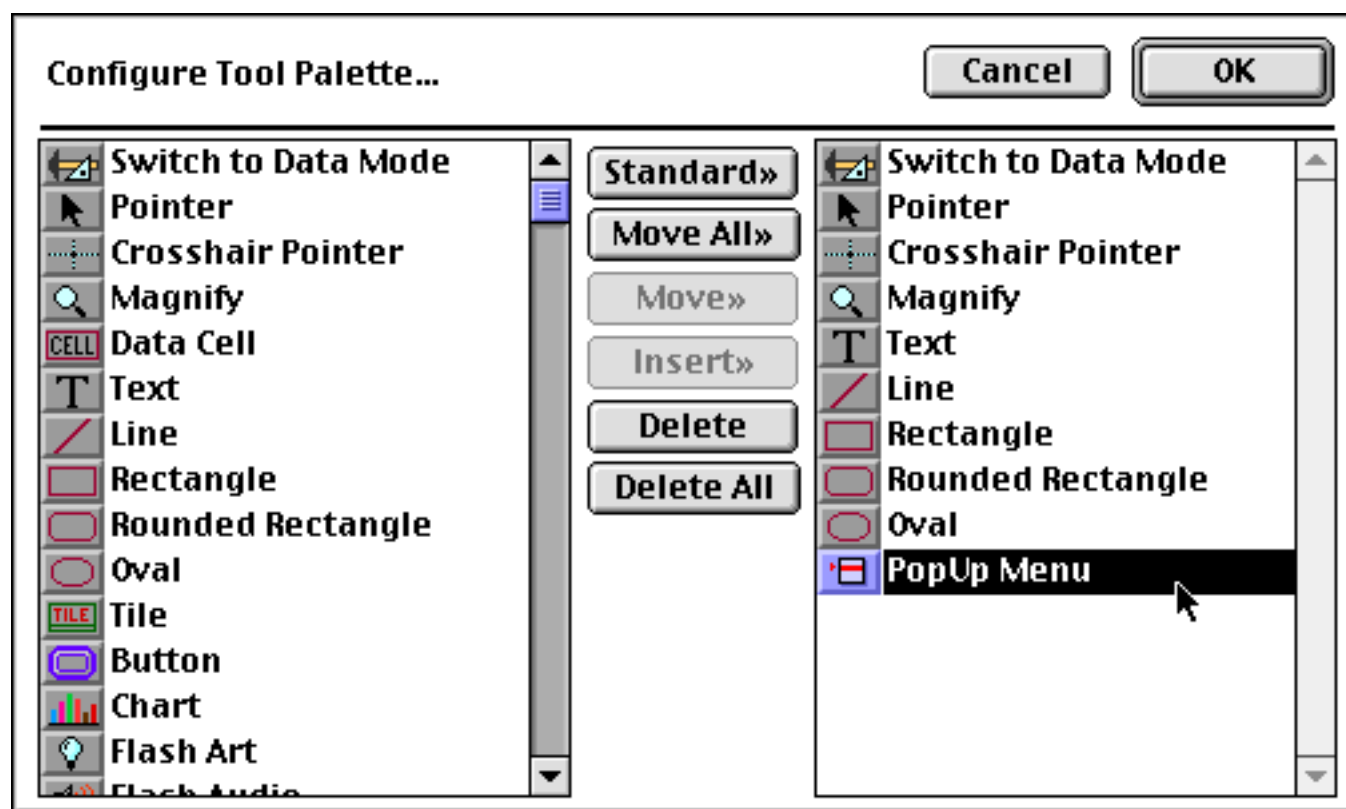 Configure Tool Palette...
Cancel
OK
Switch to Data Mode
Pointer
Crosshair Pointer
Magnify
CELL Data Cell
T Text
Line
Rectangle
Rounded Rectangle
Oval
TILE Tile
Button
Chart
Flash Art
Flash Audio
Standard»
Move All»
Move»
Insert»
Delete
Delete All
Switch to Data Mode
Pointer
Crosshair Pointer
Magnify
T Text
Line
Rectangle
Rounded Rectangle
Oval
PopUp Menu